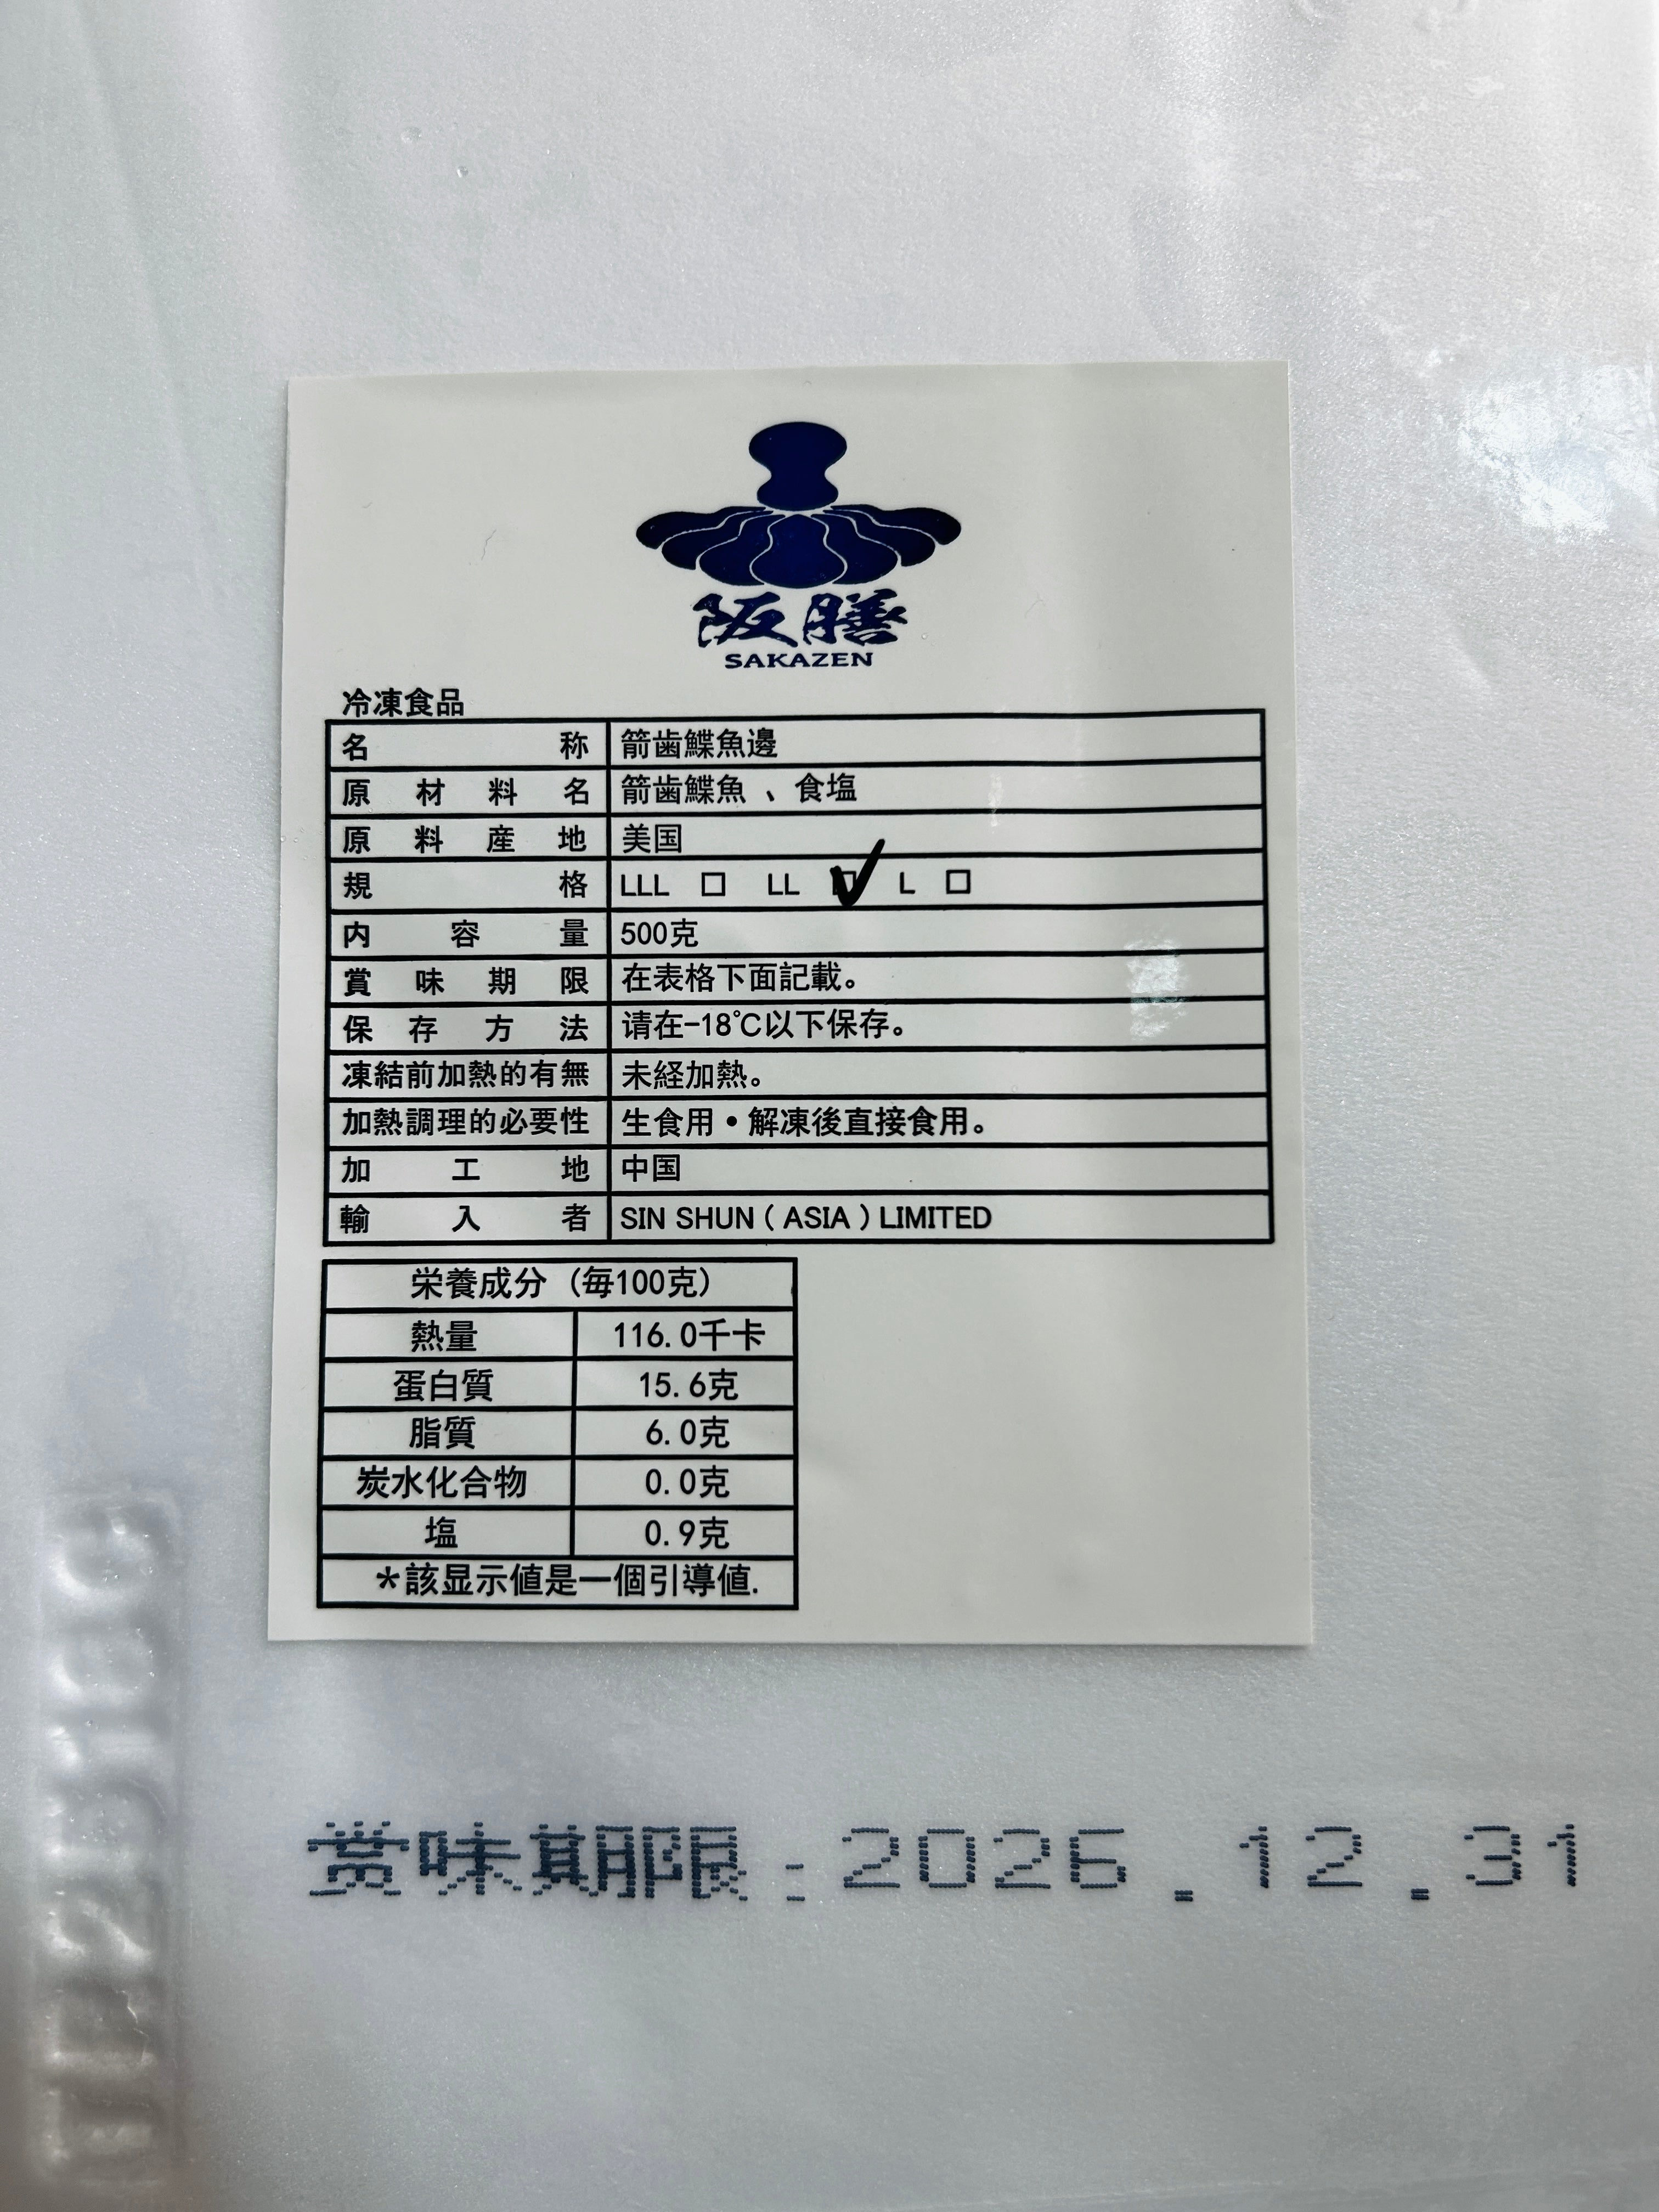 阪膳
SAKAZEN
冷凍食品
名称 箭歯鰈魚邊
原材料名 箭歯鰈魚、食塩
原料産地 美国
規格 LLL □ LL ☑ L □
内容量 500克
賞味期限 在表格下面記載。
保存方法 请在-18℃以下保存。
凍結前加熱的有無 未経加熱。
加熱調理的必要性 生食用・解凍後直接食用。
加工地 中国
輸入者 SIN SHUN ( ASIA ) LIMITED
栄養成分 (毎100克)
熱量 116.0千卡
蛋白質 15.6克
脂質 6.0克
炭水化合物 0.0克
塩 0.9克
*該显示値是一個引導値.
赏味期限:2026.12.31